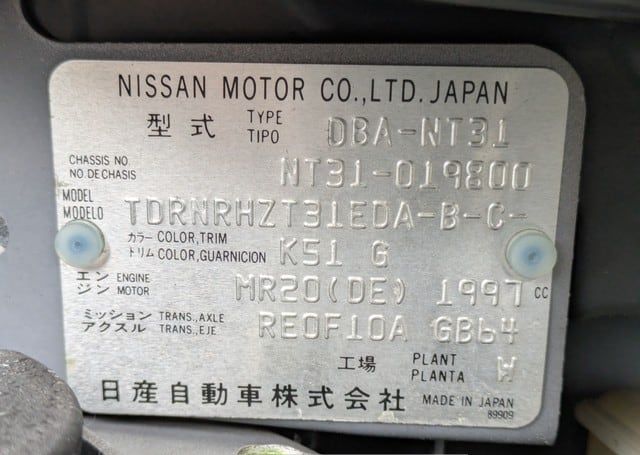 NISSAN MOTOR CO.,LTD. JAPAN
型式 TYPE TIPO DBA-NT31
CHASSIS NO. NO.DE CHASIS NT31-019800
MODEL MODELO TDRNRHZT31EDA-B-C-
カラー COLOR,TRIM トリム COLOR,GUARNICION K51 G
エンジン ENGINE MOTOR MR20(DE) 1997 CC
ミッション TRANS.,AXLE アクスル TRANS.,EJE RE0F10A GB64
工場 PLANT PLANTA W
日産自動車株式会社 MADE IN JAPAN
89909